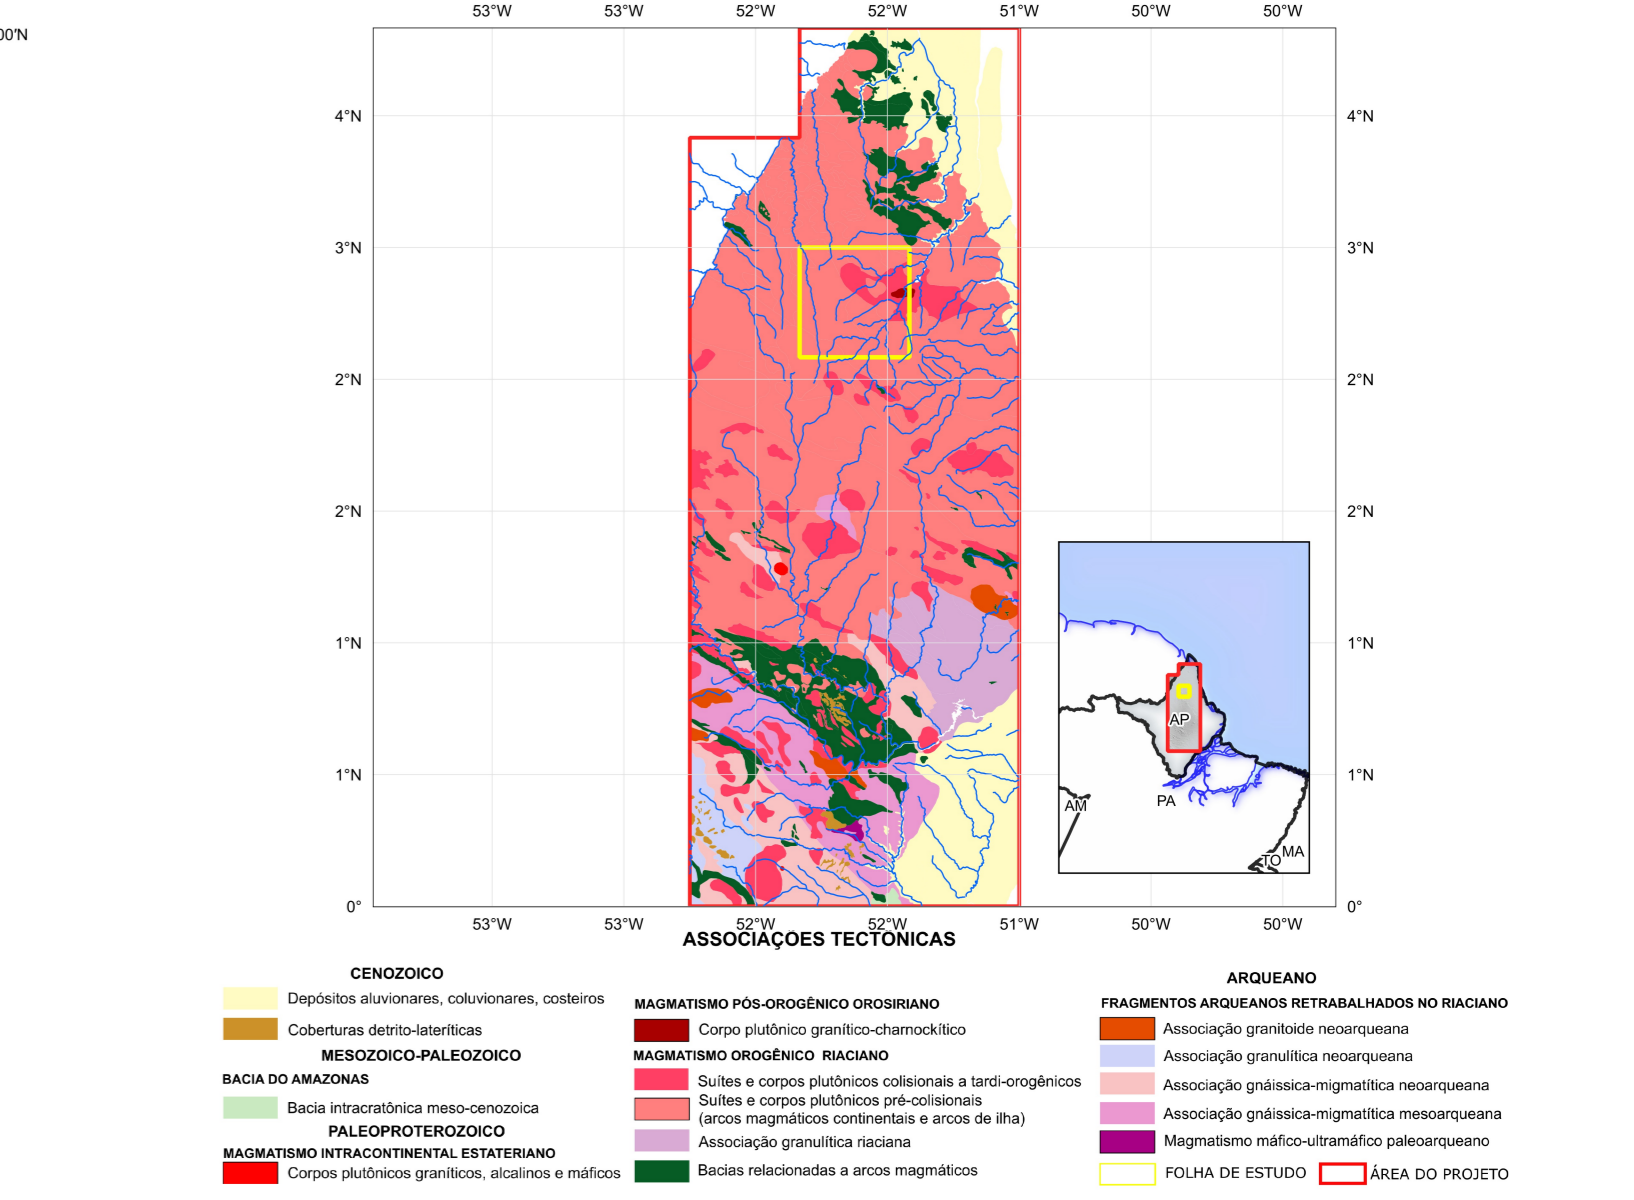 53°W 53°W 52°W 52°W 51°W 50°W 50°W
00'N
4°N 4°N
3°N 3°N
2°N 2°N
2°N 2°N
1°N 1°N
AP
1°N 1°N
AM PA
TO MA
0° 0°
53°W 53°W 52°W 52°W 51°W 50°W 50°W
ASSOCIAÇÕES TECTÔNICAS
CENOZOICO
Depósitos aluvionares, coluvionares, costeiros
Coberturas detrito-lateríticas
MESOZOICO-PALEOZOICO
BACIA DO AMAZONAS
Bacia intracratônica meso-cenozoica
PALEOPROTEROZOICO
MAGMATISMO INTRACONTINENTAL ESTATERIANO
Corpos plutônicos graníticos, alcalinos e máficos
MAGMATISMO PÓS-OROGÊNICO OROSIRIANO
Corpo plutônico granítico-charnockítico
MAGMATISMO OROGÊNICO RIACIANO
Suítes e corpos plutônicos colisionais a tardi-orogênicos
Suítes e corpos plutônicos pré-colisionais
(arcos magmáticos continentais e arcos de ilha)
Associação granulítica riaciana
Bacias relacionadas a arcos magmáticos
ARQUEANO
FRAGMENTOS ARQUEANOS RETRABALHADOS NO RIACIANO
Associação granitoide neoarqueana
Associação granulítica neoarqueana
Associação gnáissica-migmatítica neoarqueana
Associação gnáissica-migmatítica mesoarqueana
Magmatismo máfico-ultramáfico paleoarqueano
FOLHA DE ESTUDO ÁREA DO PROJETO